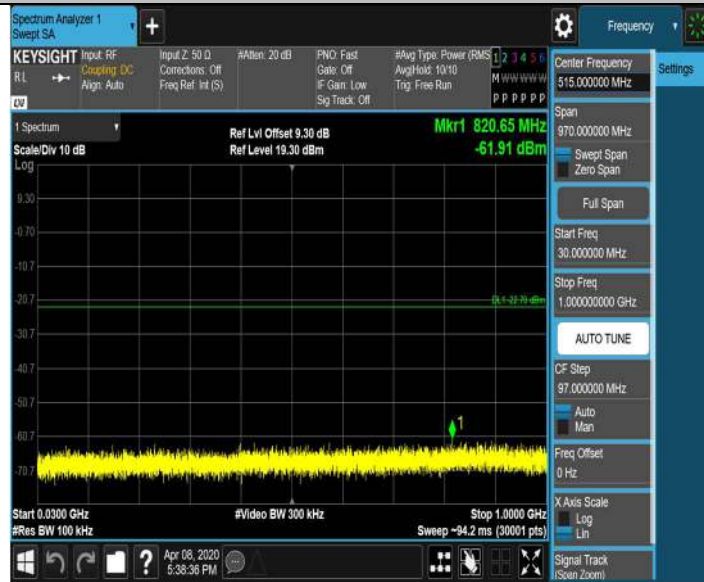 Spectrum Analyzer 1
Swept SA
+
Frequency
KEYSIGHT
RL
Input: RF
Coupling: DC
Align: Auto
Input Z: 50 Ω
Corrections: Off
Freq Ref: Int (S)
#Atten: 20 dB
PNO: Fast
Gate: Off
IF Gain: Low
Sig Track: Off
#Avg Type: Power (RMS
Avg|Hold: 10/10
Trig: Free Run
1 2 3 4 5 6
M W W W W W
P P P P P P
1 Spectrum
Scale/Div 10 dB
Log
Ref Lvl Offset 9.30 dB
Ref Level 19.30 dBm
Mkr1 820.65 MHz
-61.91 dBm
9.30
-0.70
-10.7
-20.7
DL1 -22.70 dBm
-30.7
-40.7
-50.7
1
-60.7
-70.7
Start 0.0300 GHz
#Res BW 100 kHz
#Video BW 300 kHz
Stop 1.0000 GHz
Sweep ~94.2 ms (30001 pts)
?
Apr 08, 2020
5:38:36 PM
Center Frequency
515.000000 MHz
Settings
Span
970.000000 MHz
Swept Span
Zero Span
Full Span
Start Freq
30.000000 MHz
Stop Freq
1.000000000 GHz
AUTO TUNE
CF Step
97.000000 MHz
Auto
Man
Freq Offset
0 Hz
X Axis Scale
Log
Lin
Signal Track
(Span Zoom)